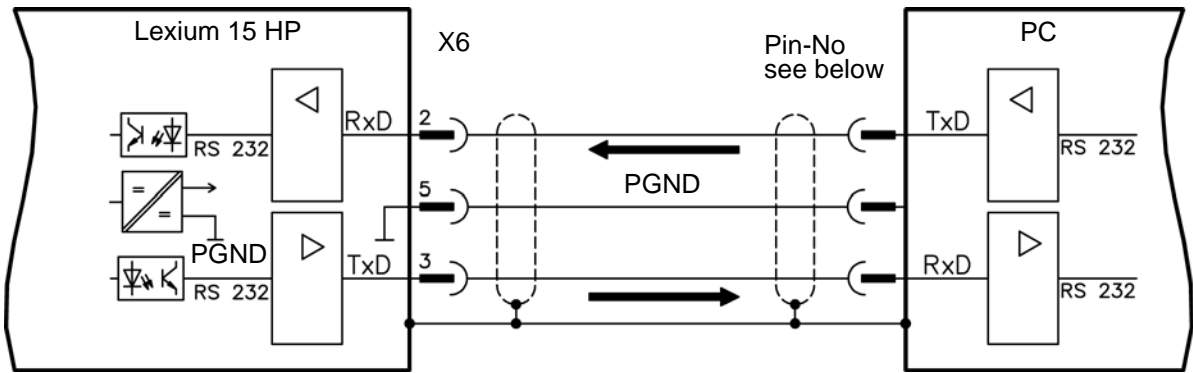 Lexium 15 HP
X6
Pin-No
see below
PC
RxD
2
TxD
RS 232
RS 232
PGND
=
=
5
PGND
TxD
3
RxD
RS 232
RS 232